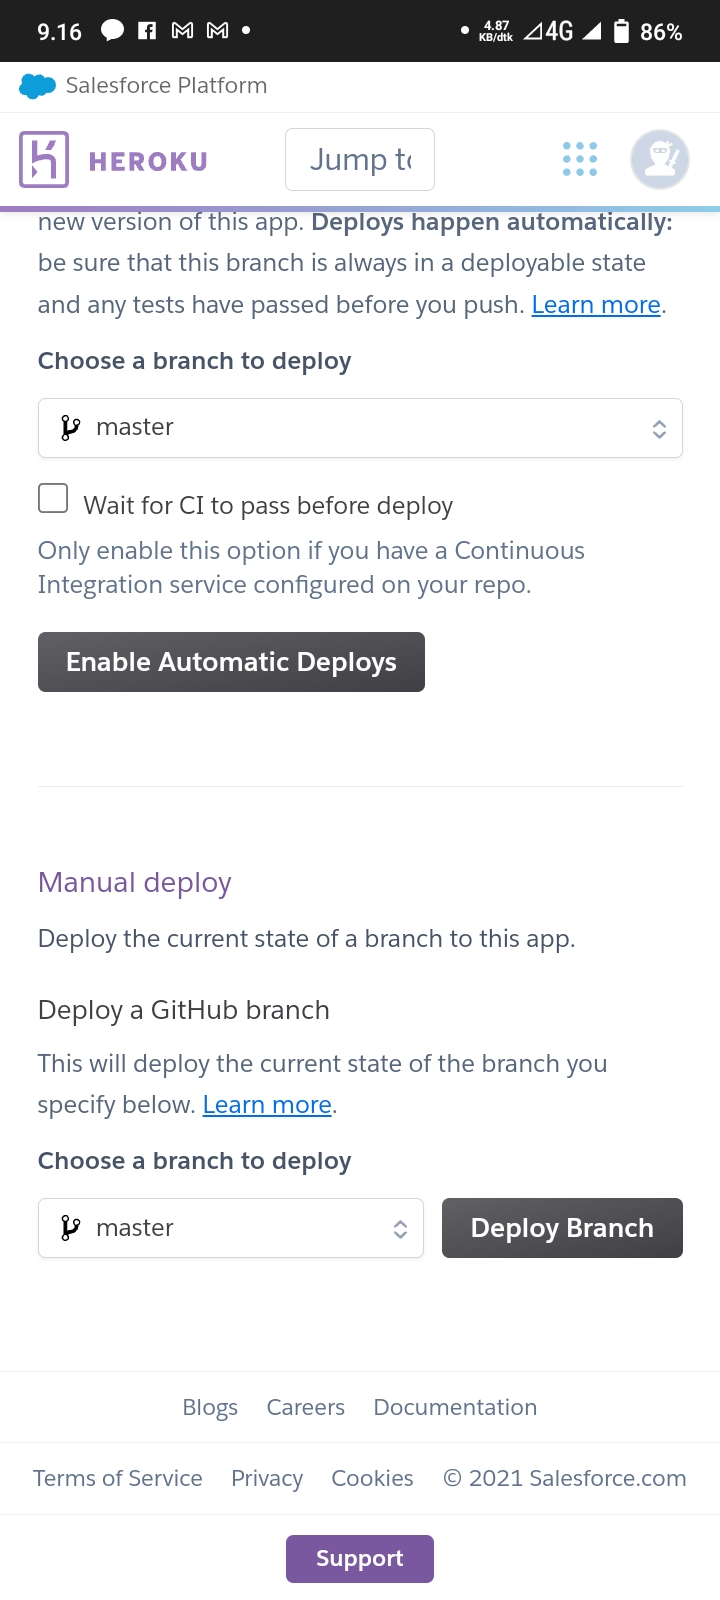 9.16
4.87
KB/dtk
4G
86%
Salesforce Platform
HEROKU
Jump to
new version of this app. Deploys happen automatically:
be sure that this branch is always in a deployable state
and any tests have passed before you push. Learn more.
Choose a branch to deploy
master
Wait for CI to pass before deploy
Only enable this option if you have a Continuous
Integration service configured on your repo.
Enable Automatic Deploys
Manual deploy
Deploy the current state of a branch to this app.
Deploy a GitHub branch
This will deploy the current state of the branch you
specify below. Learn more.
Choose a branch to deploy
master
Deploy Branch
Blogs Careers Documentation
Terms of Service Privacy Cookies © 2021 Salesforce.com
Support